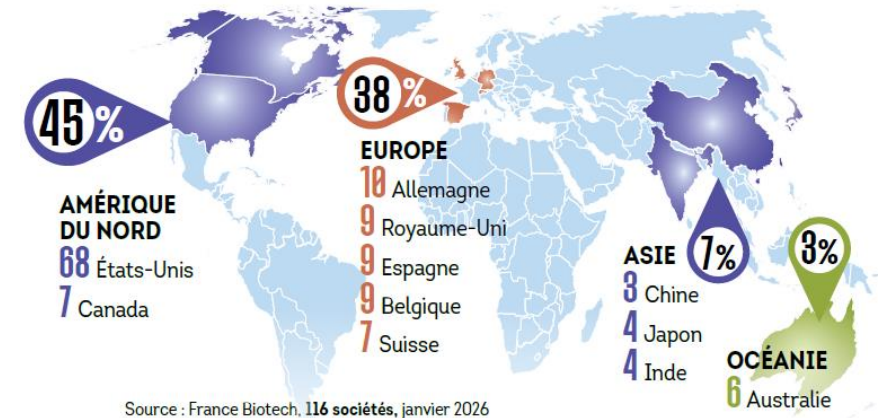 45%
AMÉRIQUE
DU NORD
68 États-Unis
7 Canada
38%
EUROPE
10 Allemagne
9 Royaume-Uni
9 Espagne
9 Belgique
7 Suisse
7%
ASIE
3 Chine
4 Japon
4 Inde
3%
OCÉANIE
6 Australie
Source : France Biotech, 116 sociétés, janvier 2026